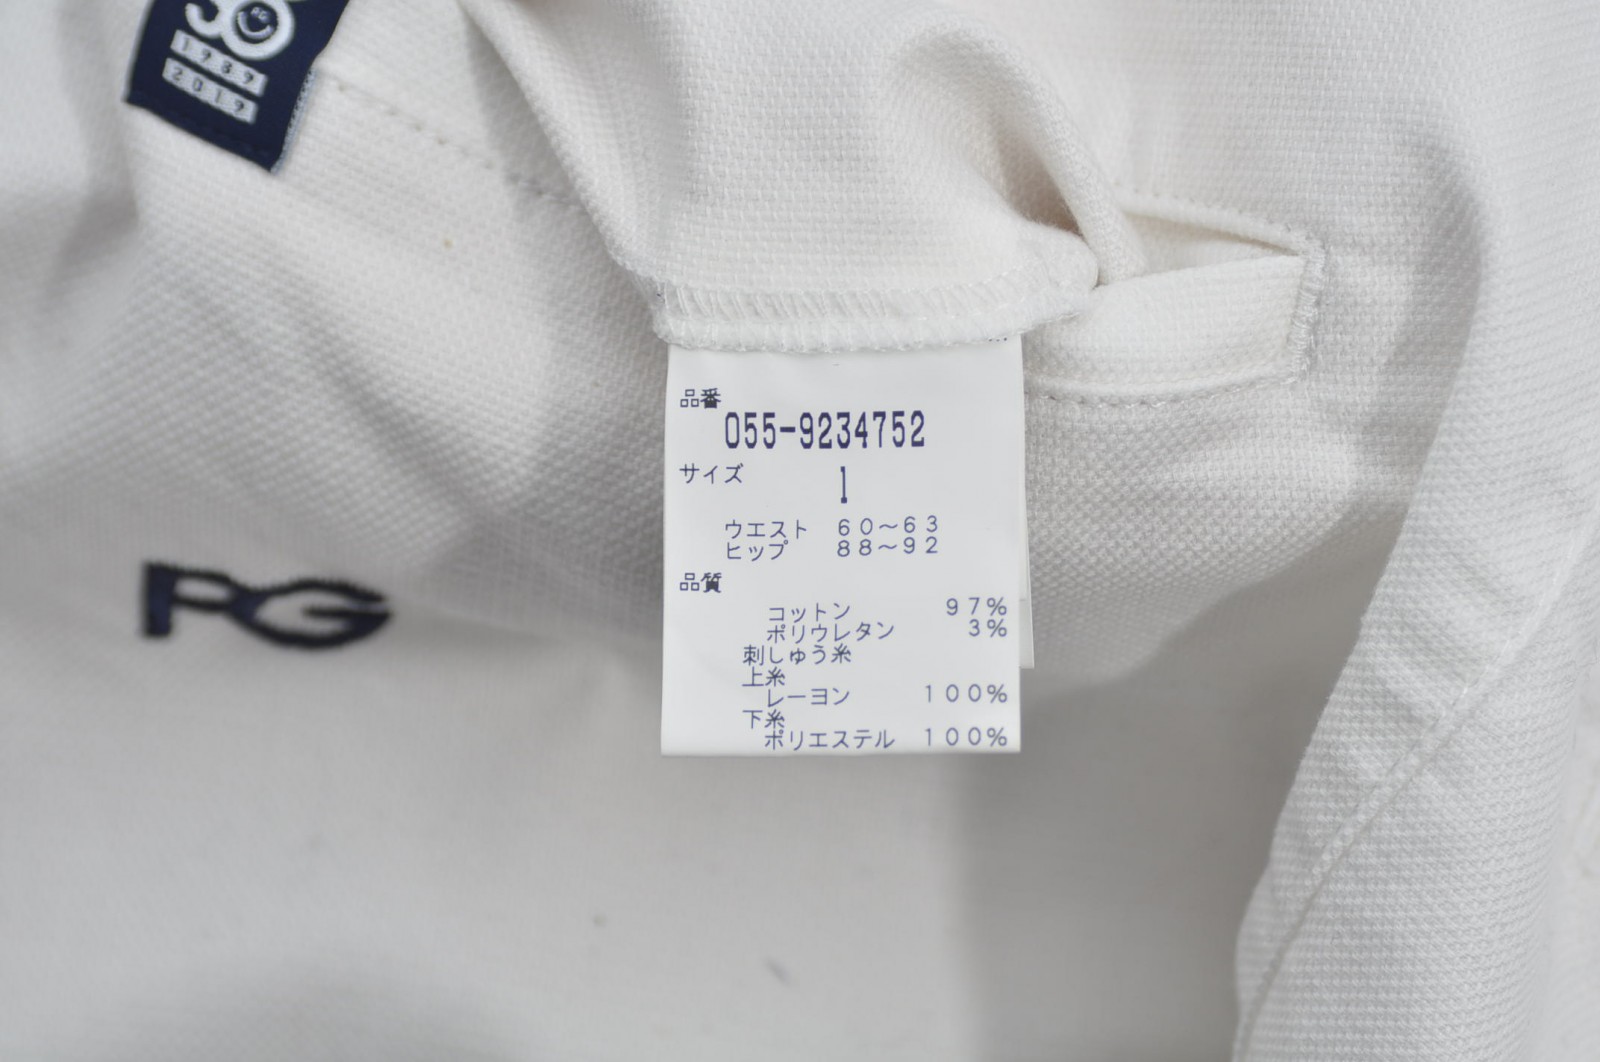 1989
2019
PG
品番
055-9234752
サイズ 1
ウエスト 60～63
ヒップ 88～92
品質
コットン 97%
ポリウレタン 3%
刺しゅう糸
上糸
レーヨン 100%
下糸
ポリエステル 100%